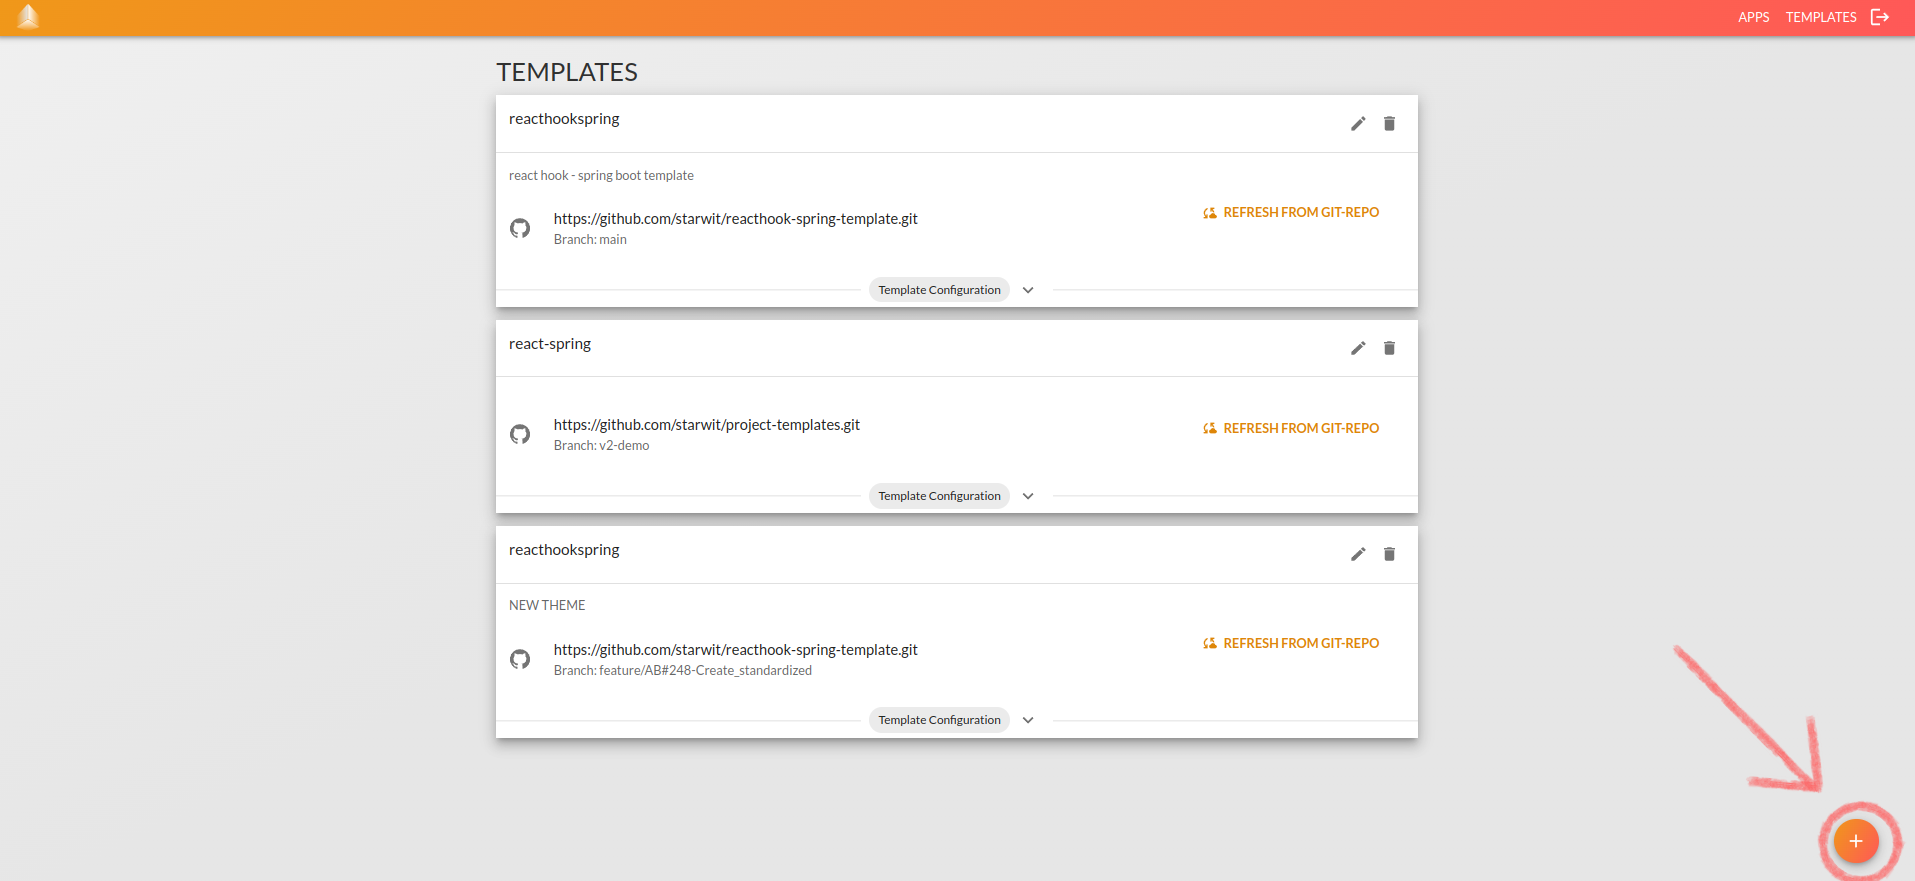 APPS TEMPLATES
TEMPLATES
reacthookspring
react hook - spring boot template
https://github.com/starwit/reacthook-spring-template.git
REFRESH FROM GIT-REPO
Branch: main
Template Configuration
react-spring
https://github.com/starwit/project-templates.git
REFRESH FROM GIT-REPO
Branch: v2-demo
Template Configuration
reacthookspring
NEW THEME
https://github.com/starwit/reacthook-spring-template.git
REFRESH FROM GIT-REPO
Branch: feature/AB#248-Create_standardized
Template Configuration
+